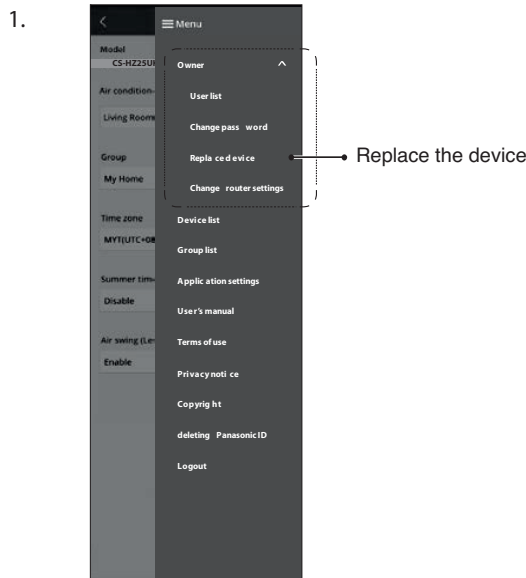 1.
Menu
Model
CS-HZ25U
Air condition
Living Room
Group
My Home
Time zone
MYT(UTC+08
Summer tim
Disable
Air swing (Le
Enable
Owner
User list
Change pass word
Repla ced evice
Change router settings
Device list
Group list
Applic ation settings
User's manual
Terms of use
Privacy noti ce
Copyrig ht
deleting Panasonic ID
Logout
Replace the device